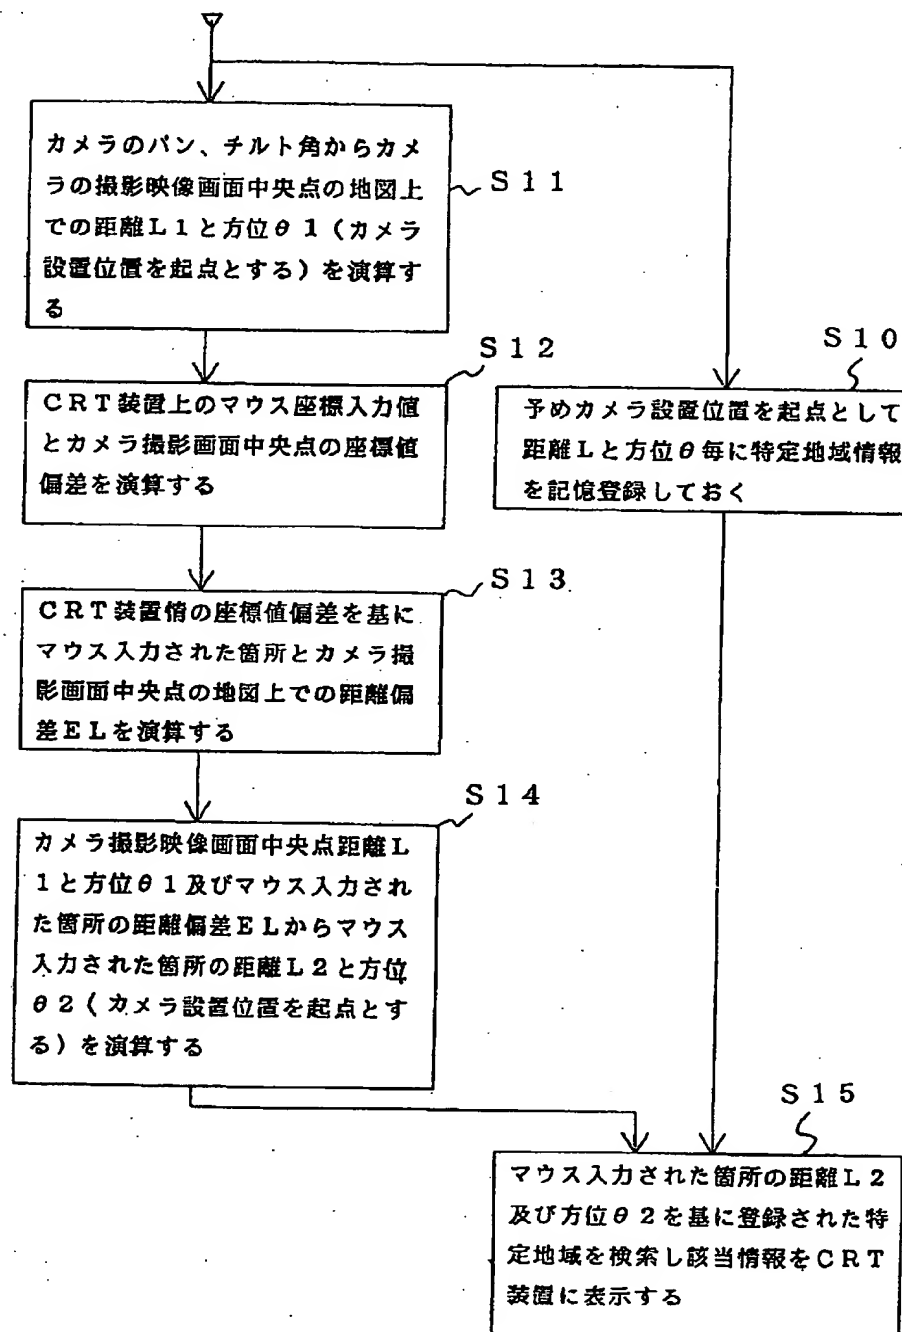 カメラのパン、チルト角からカメ
ラの撮影映像画面中央点の地図上
での距離L1と方位θ1(カメラ
設置位置を起点とする)を演算す
る
S11
S12
CRT装置上のマウス座標入力値
とカメラ撮影画面中央点の座標値
偏差を演算する
S10
予めカメラ設置位置を起点として
距離Lと方位θ毎に特定地域情報
を記憶登録しておく
S13
CRT装置情の座標値偏差を基に
マウス入力された箇所とカメラ撮
影画面中央点の地図上での距離偏
差ELを演算する
S14
カメラ撮影映像画面中央点距離L
1と方位θ1及びマウス入力され
た箇所の距離偏差ELからマウス
入力された箇所の距離L2と方位
θ2(カメラ設置位置を起点とす
る)を演算する
S15
マウス入力された箇所の距離L2
及び方位θ2を基に登録された特
定地域を検索し該当情報をCRT
装置に表示する